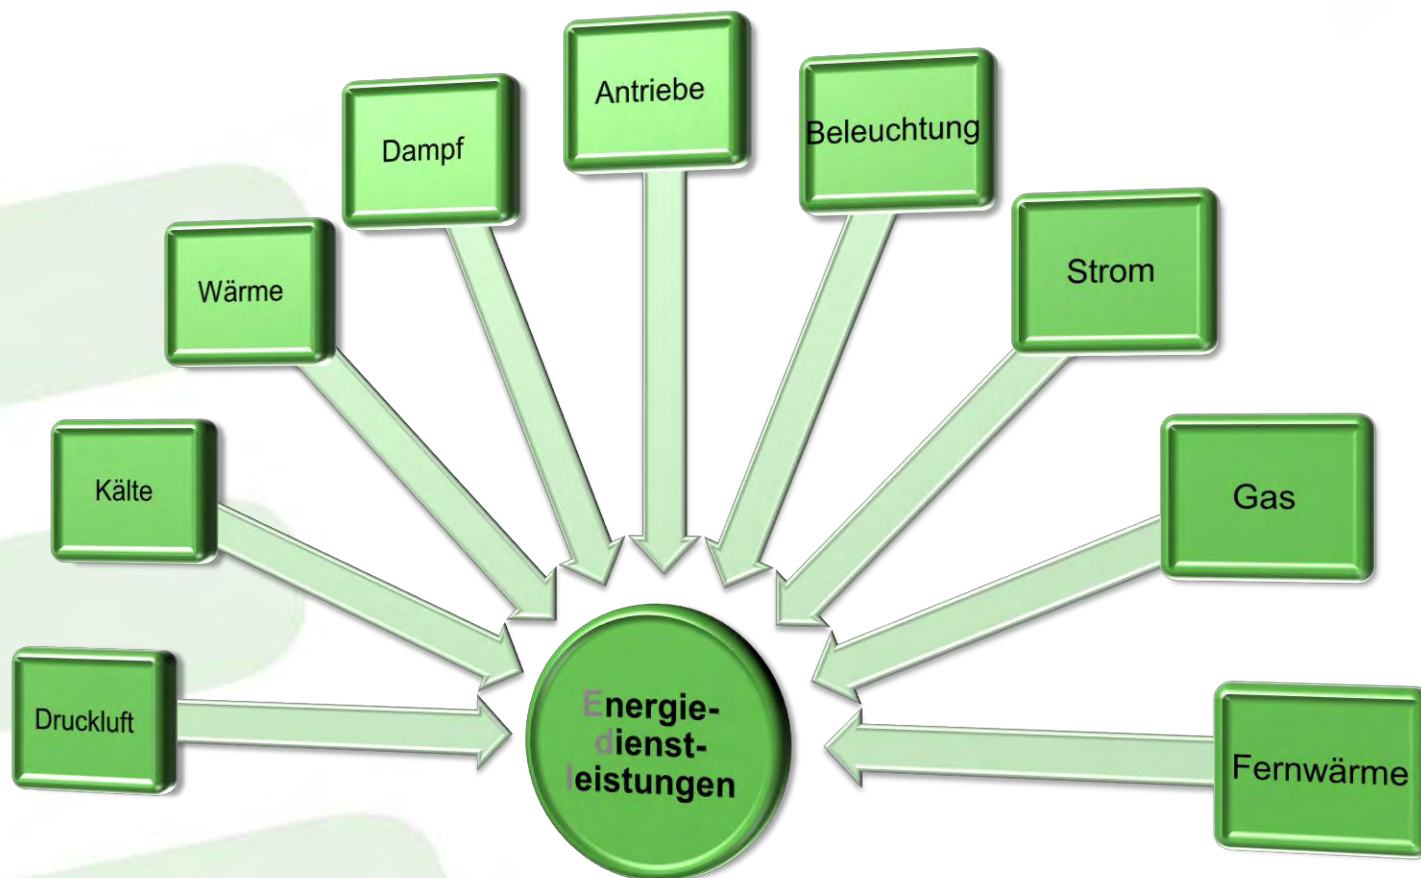 Antriebe
Beleuchtung
Dampf
Strom
Wärme
Kälte
Gas
Druckluft
Energie-
dienst-
leistungen
Fernwärme